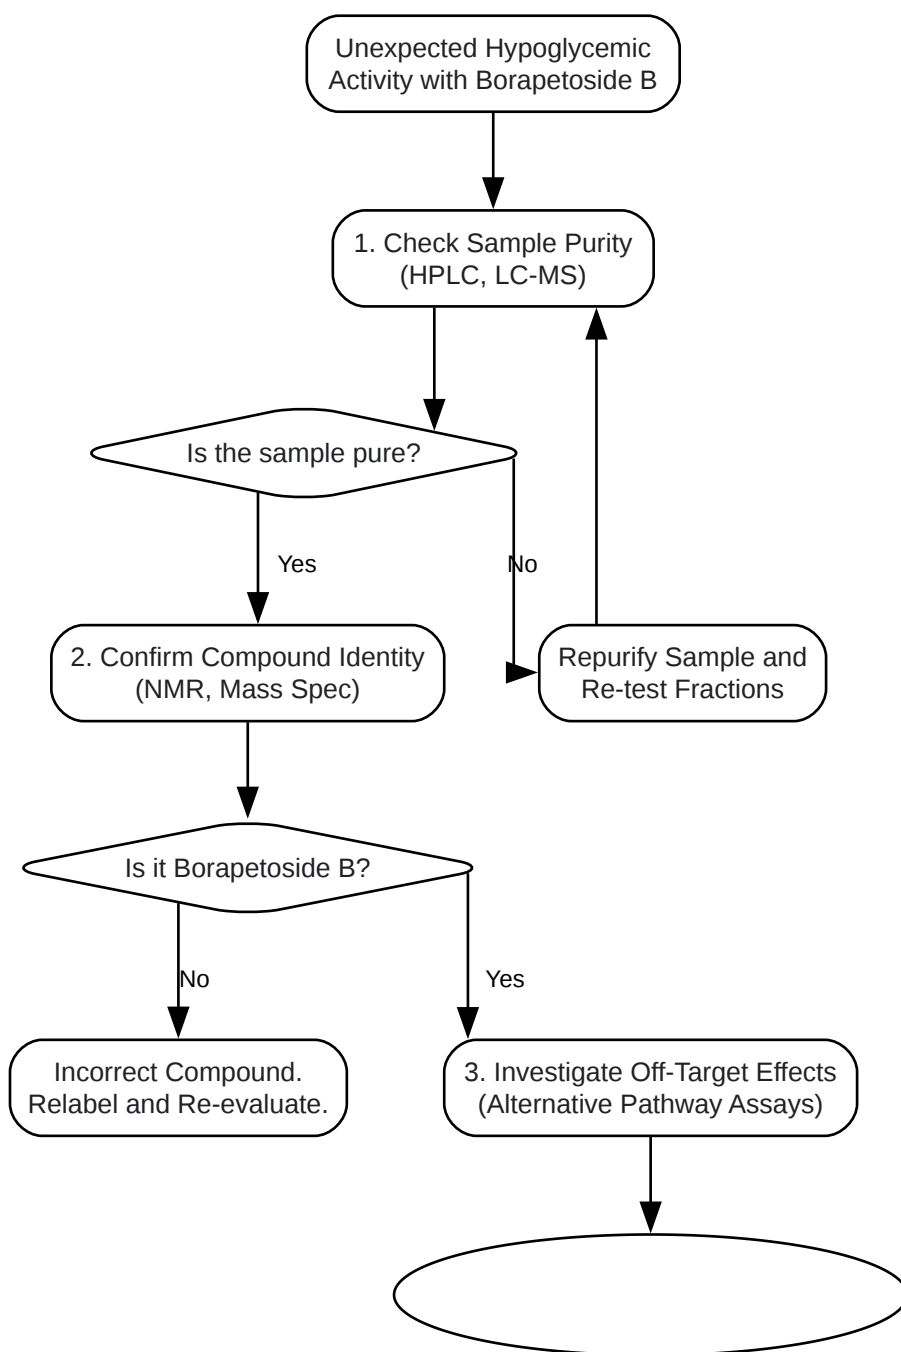 Unexpected Hypoglycemic
Activity with Borapetoside B
1. Check Sample Purity
(HPLC, LC-MS)
Is the sample pure?
Yes
No
2. Confirm Compound Identity
(NMR, Mass Spec)
Repurify Sample and
Re-test Fractions
Is it Borapetoside B?
No
Yes
Incorrect Compound.
Relabel and Re-evaluate.
3. Investigate Off-Target Effects
(Alternative Pathway Assays)